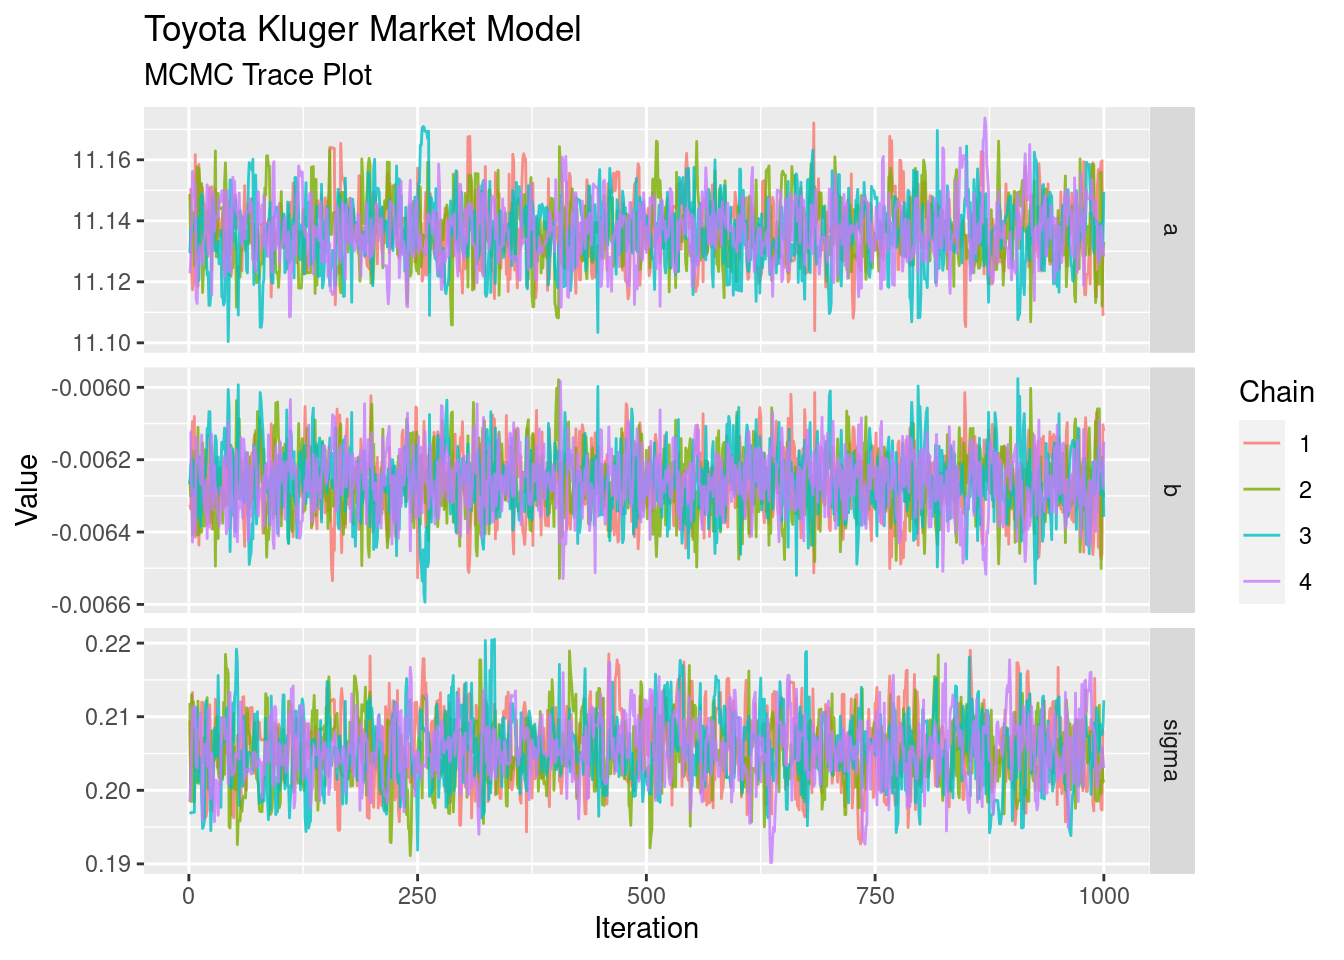 Toyota Kluger Market Model
MCMC Trace Plot
11.16
11.14
11.12
11.10
a
-0.0060
-0.0062
-0.0064
-0.0066
b
0.22
0.21
0.20
0.19
sigma
Value
0 250 500 750 1000
Iteration
Chain
1
2
3
4